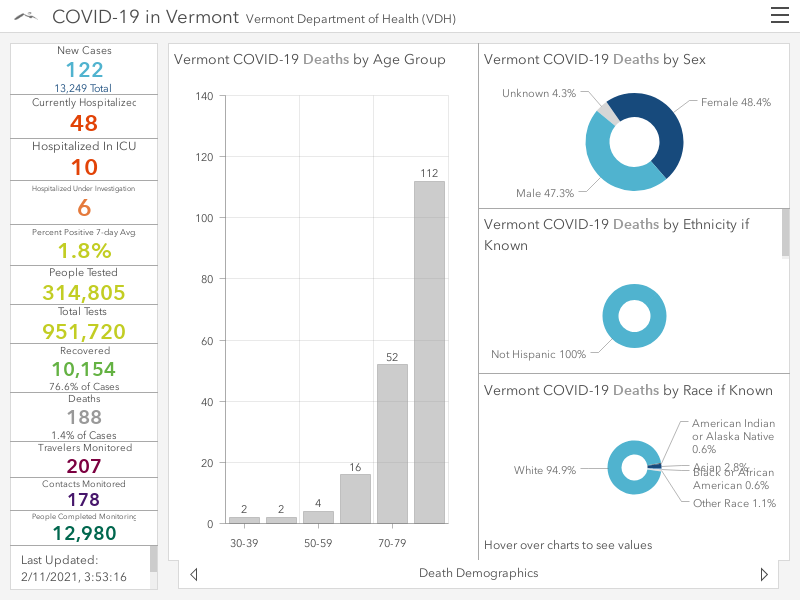 COVID-19 in Vermont Vermont Department of Health (VDH)
New Cases
122
13,249 Total
Currently Hospitalized
48
Hospitalized In ICU
10
Hospitalized Under Investigation
6
Percent Positive 7-day Avg
1.8%
People Tested
314,805
Total Tests
951,720
Recovered
10,154
76.6% of Cases
Deaths
188
1.4% of Cases
Travelers Monitored
207
Contacts Monitored
178
People Completed Monitoring
12,980
Last Updated:
2/11/2021, 3:53:16
Vermont COVID-19 Deaths by Age Group
140
120
100
80
60
40
20
0
2
2
4
16
52
112
30-39
50-59
70-79
Vermont COVID-19 Deaths by Sex
Unknown 4.3%
Female 48.4%
Male 47.3%
Vermont COVID-19 Deaths by Ethnicity if
Known
Not Hispanic 100%
Vermont COVID-19 Deaths by Race if Known
American Indian
or Alaska Native
0.6%
White 94.9%
Asian 2.8%
Black or African
American 0.6%
Other Race 1.1%
Hover over charts to see values
Death Demographics